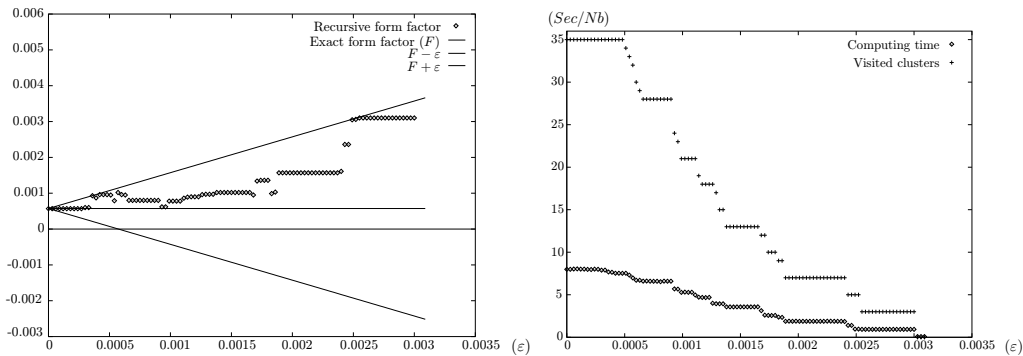 0.006
Recursive form factor
Exact form factor (F)
F − ε
F + ε
0.005
0.004
0.003
0.002
0.001
0
-0.001
-0.002
-0.003
0 0.0005 0.001 0.0015 0.002 0.0025 0.003 0.0035 (ε)
(Sec/Nb)
Computing time
Visited clusters
35
30
25
20
15
10
5
0
0 0.0005 0.001 0.0015 0.002 0.0025 0.003 0.0035 (ε)